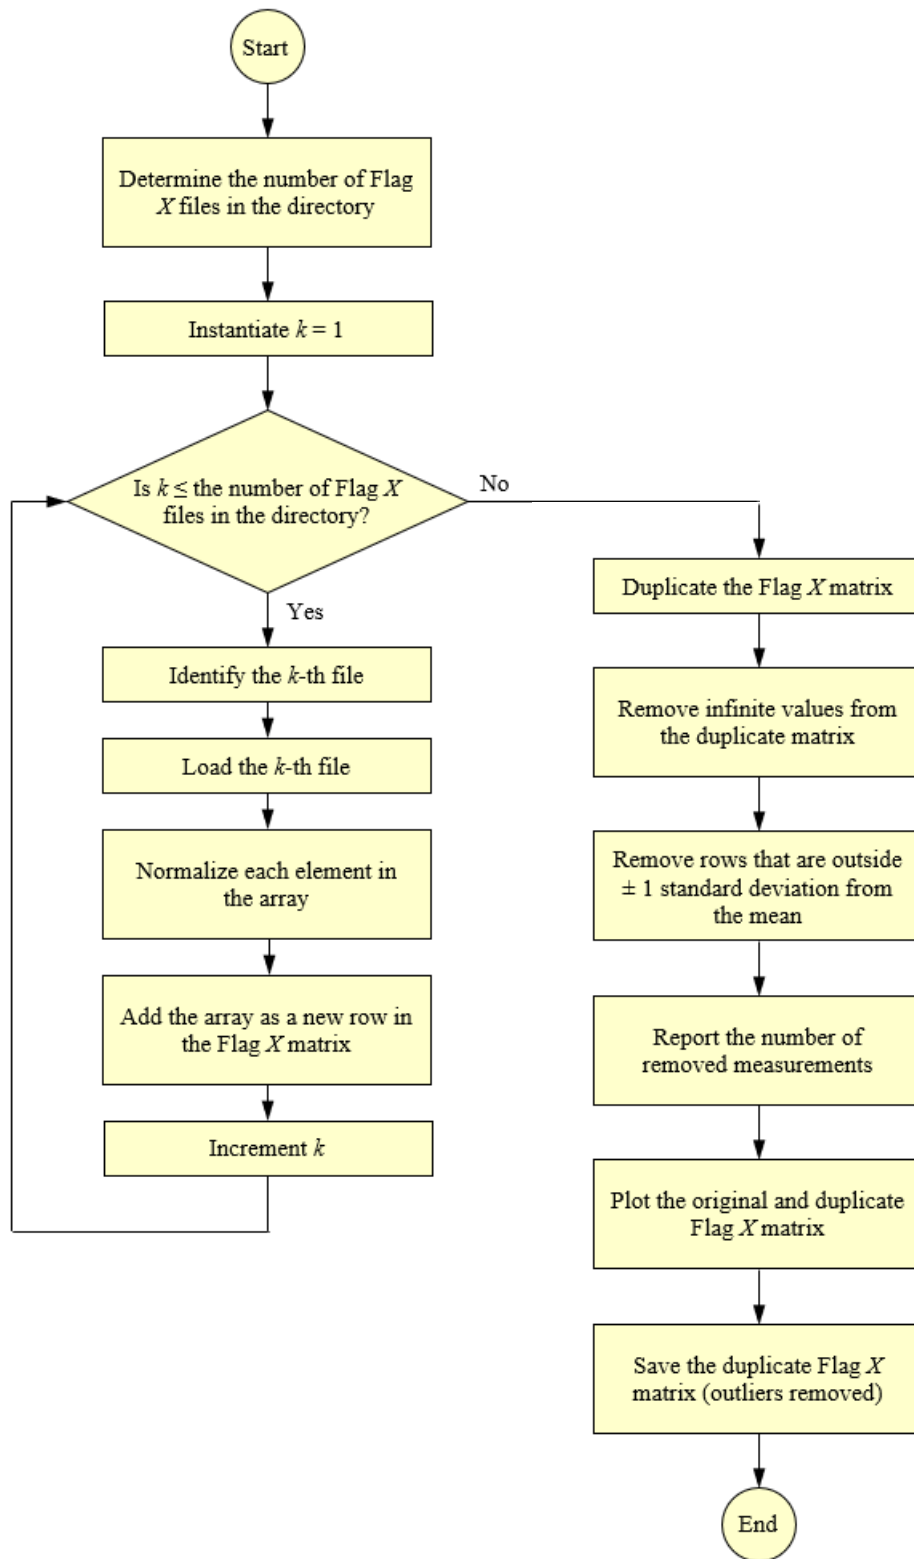 Start
Determine the number of Flag
X files in the directory
Instantiate k = 1
Is k ≤ the number of Flag X
files in the directory?
No
Yes
Identify the k-th file
Load the k-th file
Normalize each element in
the array
Add the array as a new row in
the Flag X matrix
Increment k
Duplicate the Flag X matrix
Remove infinite values from
the duplicate matrix
Remove rows that are outside
± 1 standard deviation from
the mean
Report the number of
removed measurements
Plot the original and duplicate
Flag X matrix
Save the duplicate Flag X
matrix (outliers removed)
End